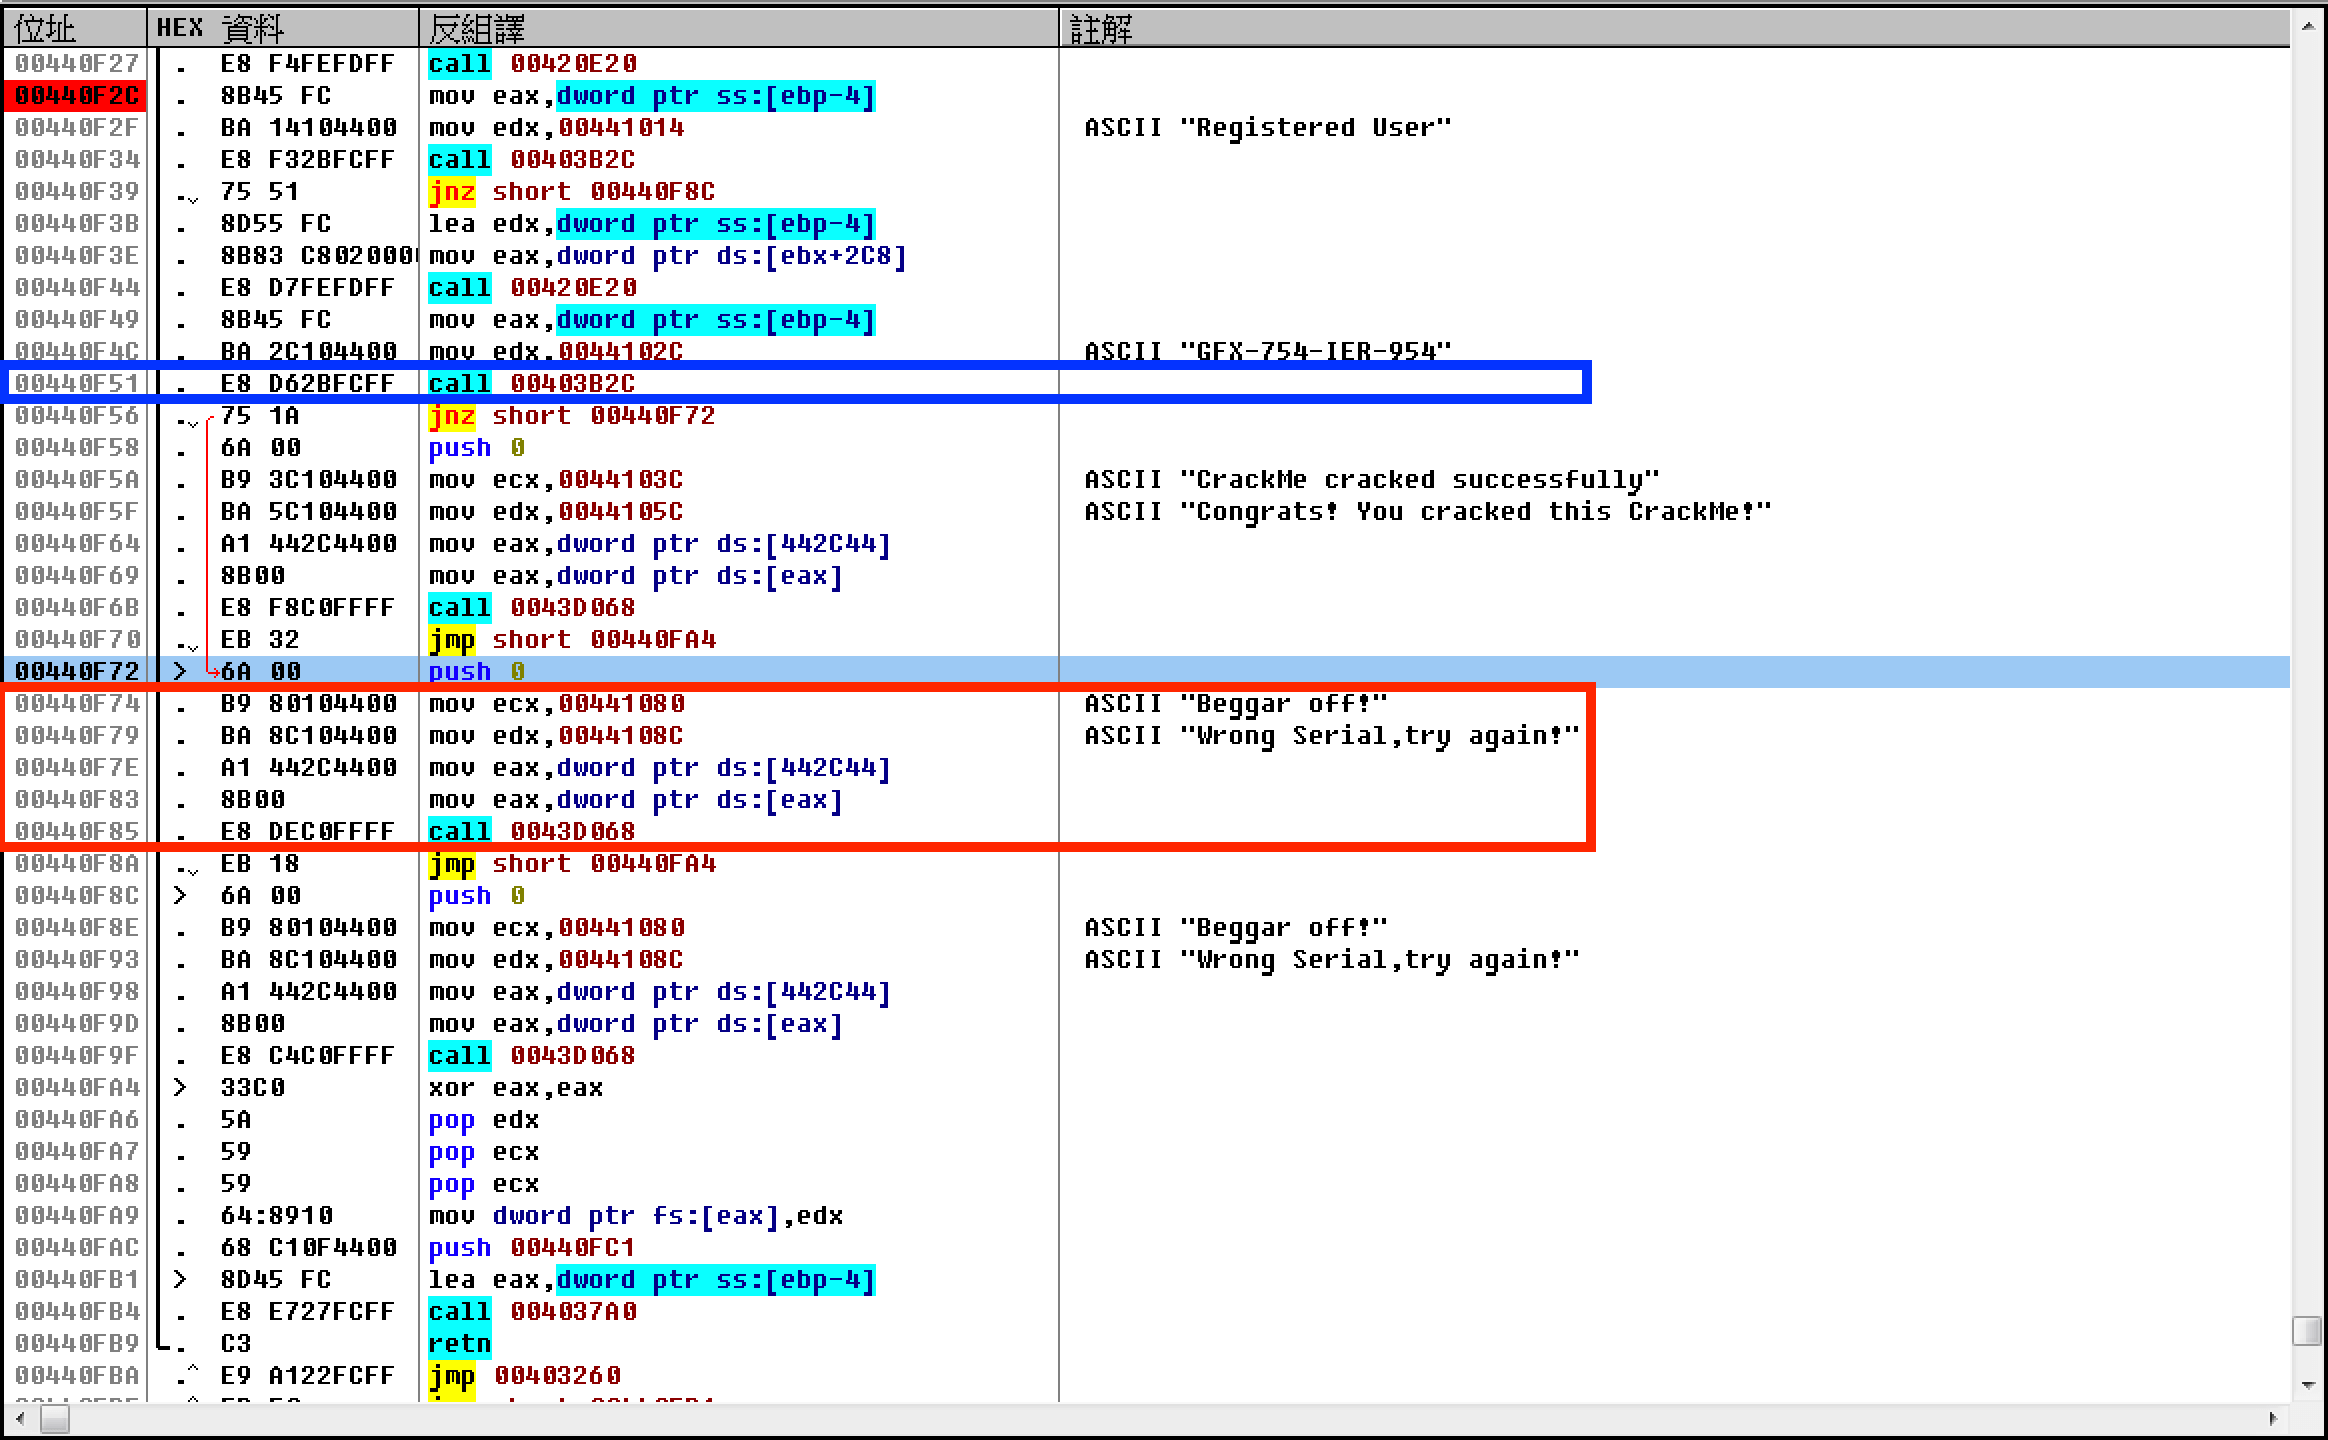 位址 HEX 資料 反組譯 註解
00440F27 . E8 F4FEFDFF call 00420E20
00440F2C . 8B45 FC mov eax,dword ptr ss:[ebp-4]
00440F2F . BA 14104400 mov edx,00441014 ASCII "Registered User"
00440F34 . E8 F32BFCFF call 00403B2C
00440F39 . 75 51 jnz short 00440F8C
00440F3B . 8D55 FC lea edx,dword ptr ss:[ebp-4]
00440F3E . 8B83 C8020000 mov eax,dword ptr ds:[ebx+2C8]
00440F44 . E8 D7FEFDFF call 00420E20
00440F49 . 8B45 FC mov eax,dword ptr ss:[ebp-4]
00440F4C . BA 2C104400 mov edx,0044102C ASCII "GFX-754-IER-954"
00440F51 . E8 D62BFCFF call 00403B2C
00440F56 . 75 1A jnz short 00440F72
00440F58 . 6A 00 push 0
00440F5A . B9 3C104400 mov ecx,0044103C ASCII "CrackMe cracked successfully"
00440F5F . BA 5C104400 mov edx,0044105C ASCII "Congrats! You cracked this CrackMe!"
00440F64 . A1 442C4400 mov eax,dword ptr ds:[442C44]
00440F69 . 8B00 mov eax,dword ptr ds:[eax]
00440F6B . E8 F8C0FFFF call 0043D068
00440F70 . EB 32 jmp short 00440FA4
00440F72 > 6A 00 push 0
00440F74 . B9 80104400 mov ecx,00441080 ASCII "Beggar off!"
00440F79 . BA 8C104400 mov edx,0044108C ASCII "Wrong Serial,try again!"
00440F7E . A1 442C4400 mov eax,dword ptr ds:[442C44]
00440F83 . 8B00 mov eax,dword ptr ds:[eax]
00440F85 . E8 DEC0FFFF call 0043D068
00440F8A . EB 18 jmp short 00440FA4
00440F8C > 6A 00 push 0
00440F8E . B9 80104400 mov ecx,00441080 ASCII "Beggar off!"
00440F93 . BA 8C104400 mov edx,0044108C ASCII "Wrong Serial,try again!"
00440F98 . A1 442C4400 mov eax,dword ptr ds:[442C44]
00440F9D . 8B00 mov eax,dword ptr ds:[eax]
00440F9F . E8 C4C0FFFF call 0043D068
00440FA4 > 33C0 xor eax,eax
00440FA6 . 5A pop edx
00440FA7 . 59 pop ecx
00440FA8 . 59 pop ecx
00440FA9 . 64:8910 mov dword ptr fs:[eax],edx
00440FAC . 68 C10F4400 push 00440FC1
00440FB1 > 8D45 FC lea eax,dword ptr ss:[ebp-4]
00440FB4 . E8 E727FCFF call 004037A0
00440FB9 . C3 retn
00440FBA .^ E9 A122FCFF jmp 00403260